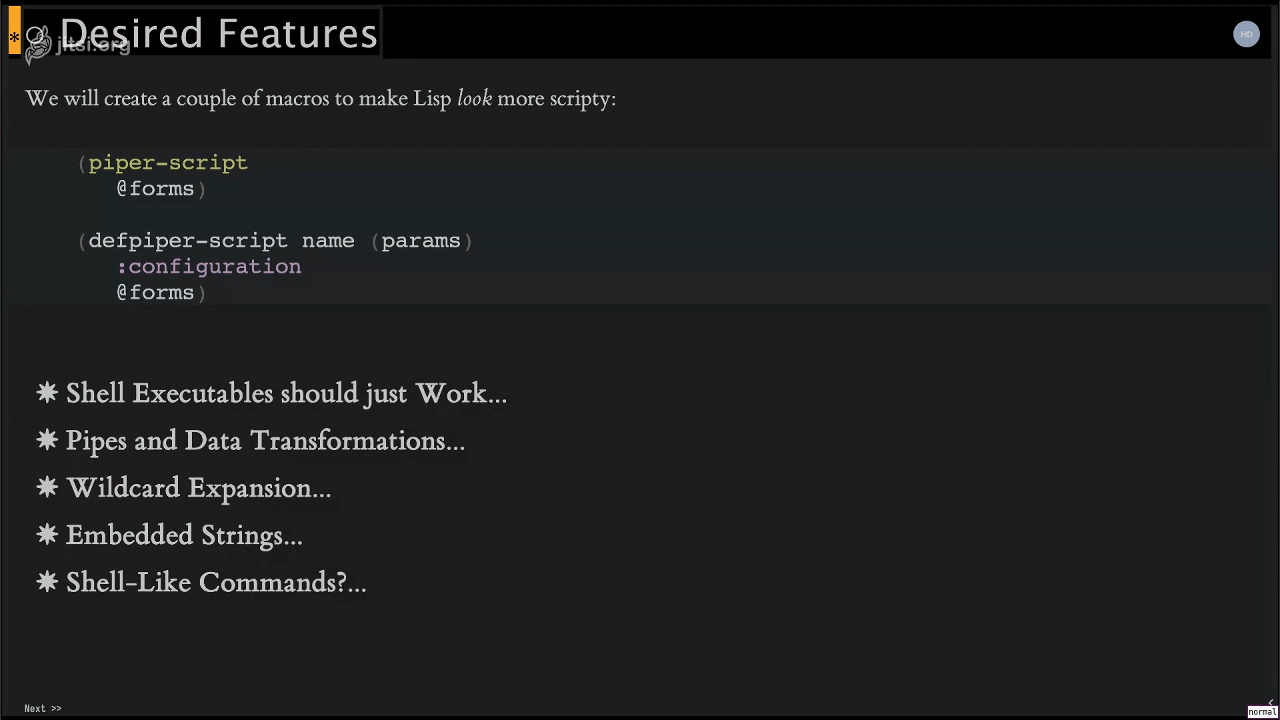 * Desired Features
jitsi.org
HD
We will create a couple of macros to make Lisp look more scripty:
(piper-script
@forms)
(defpiper-script name (params)
:configuration
@forms)
✷ Shell Executables should just Work...
✷ Pipes and Data Transformations...
✷ Wildcard Expansion...
✷ Embedded Strings...
✷ Shell-Like Commands?...
Next >>
normal